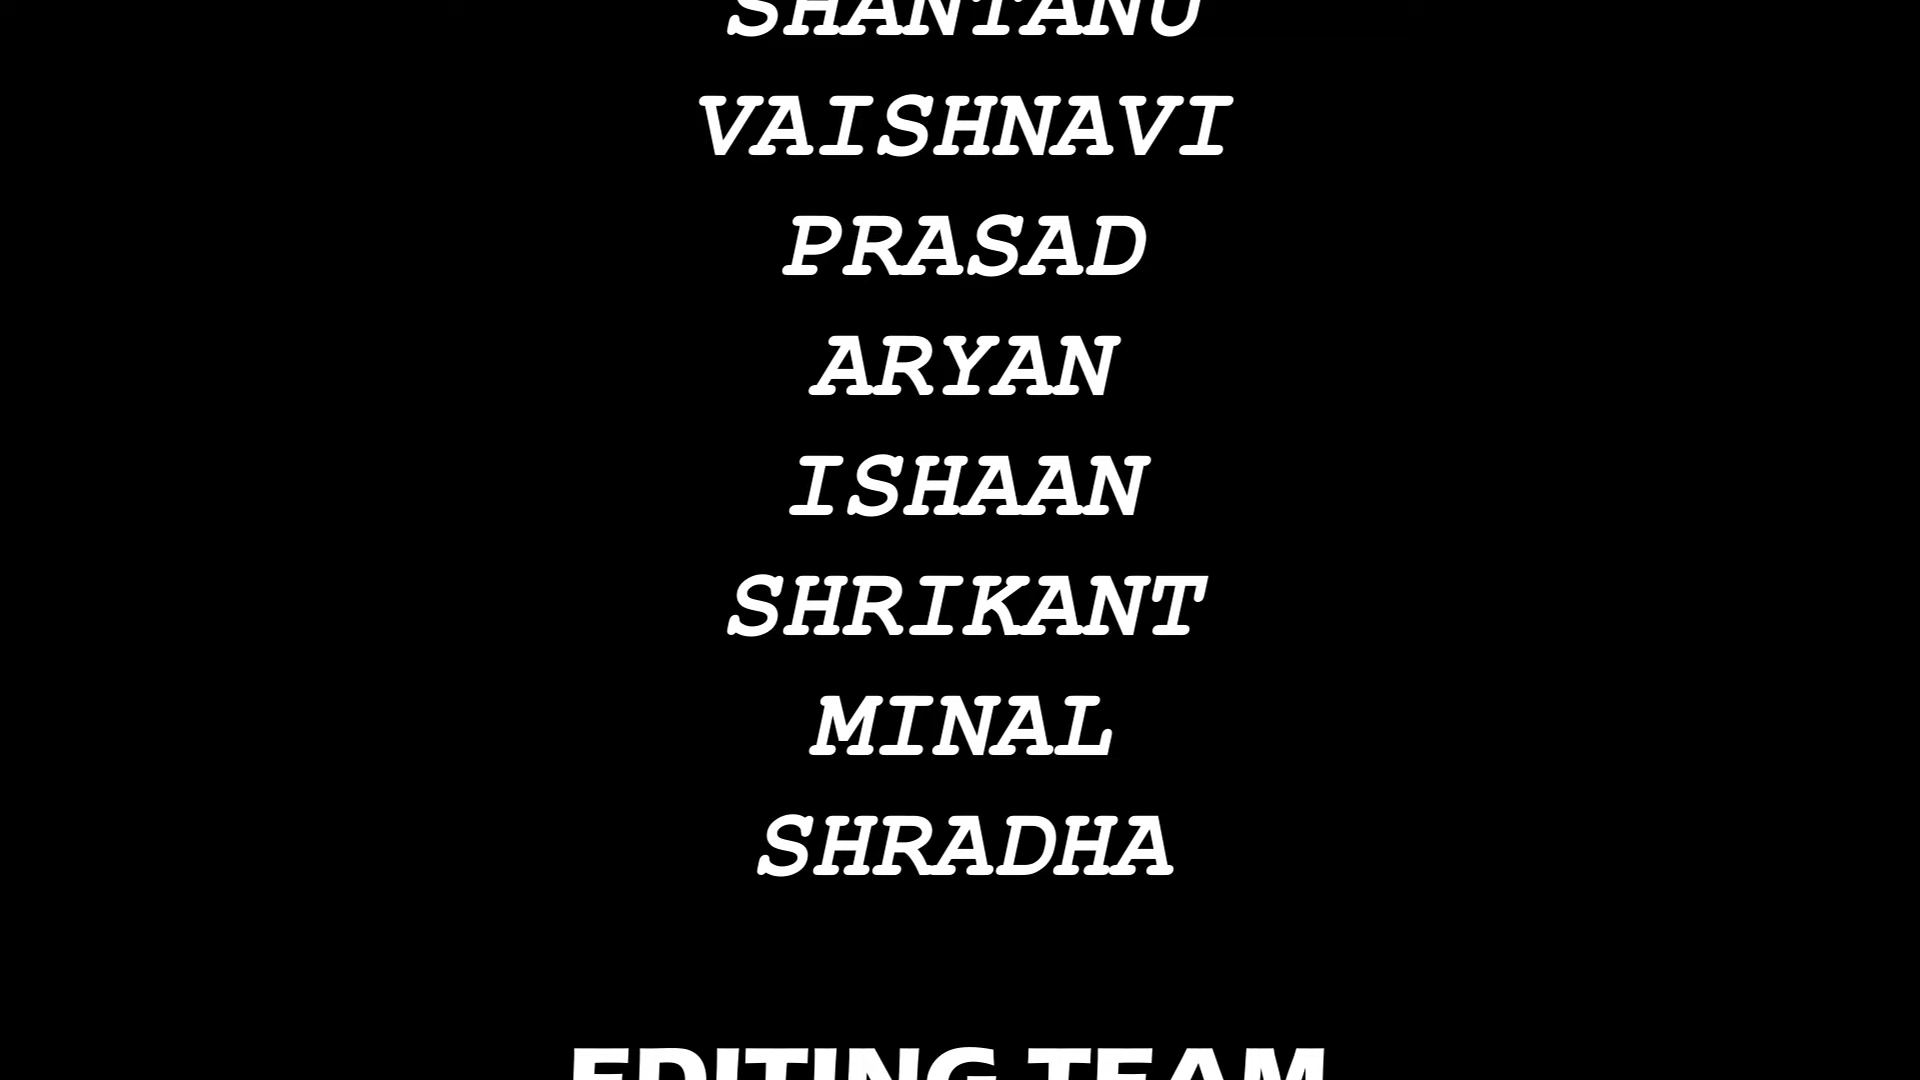 SHANTANU
VAISHNAVI
PRASAD
ARYAN
ISHAAN
SHRIKANT
MINAL
SHRADHA
EDITING TEAM